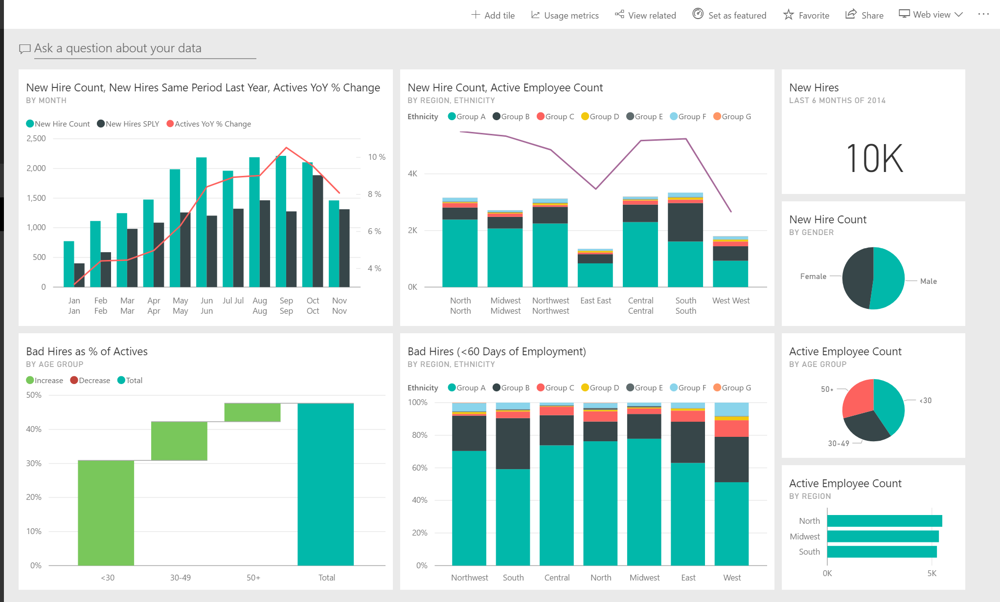 Add tile Usage metrics View related Set as featured Favorite Share Web view ...
Ask a question about your data
New Hire Count, New Hires Same Period Last Year, Actives YoY % Change
BY MONTH
New Hire Count New Hires SPLY Actives YoY % Change
2,500
2,000
1,500
1,000
500
0
10 %
8 %
6 %
4 %
Jan Feb Mar Apr May Jun Jul Jul Aug Sep Oct Nov
Jan Feb Mar Apr May Jun Aug Sep Oct Nov
New Hire Count, Active Employee Count
BY REGION, ETHNICITY
Ethnicity Group A Group B Group C Group D Group E Group F Group G
4K
2K
0K
North Midwest Northwest East East Central South West West
North Midwest Northwest Central South
New Hires
LAST 6 MONTHS OF 2014
10K
New Hire Count
BY GENDER
Female
Male
Bad Hires as % of Actives
BY AGE GROUP
Increase Decrease Total
50%
40%
30%
20%
10%
0%
<30 30-49 50+ Total
Bad Hires (<60 Days of Employment)
BY REGION, ETHNICITY
Ethnicity Group A Group B Group C Group D Group E Group F Group G
100%
80%
60%
40%
20%
0%
Northwest South Central North Midwest East West
Active Employee Count
BY AGE GROUP
50+
<30
30-49
Active Employee Count
BY REGION
North
Midwest
South
0K 5K